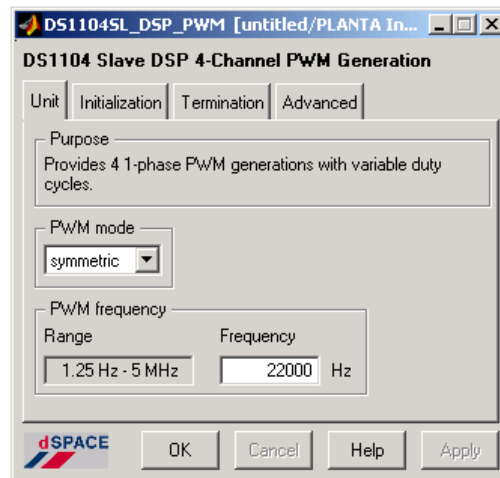 DS1104SL_DSP_PWM [untitled/PLANTA In...
DS1104 Slave DSP 4-Channel PWM Generation
Unit Initialization Termination Advanced
Purpose
Provides 4 1-phase PWM generations with variable duty
cycles.
PWM mode
symmetric
PWM frequency
Range Frequency
1.25 Hz - 5 MHz 22000 Hz
dSPACE OK Cancel Help Apply